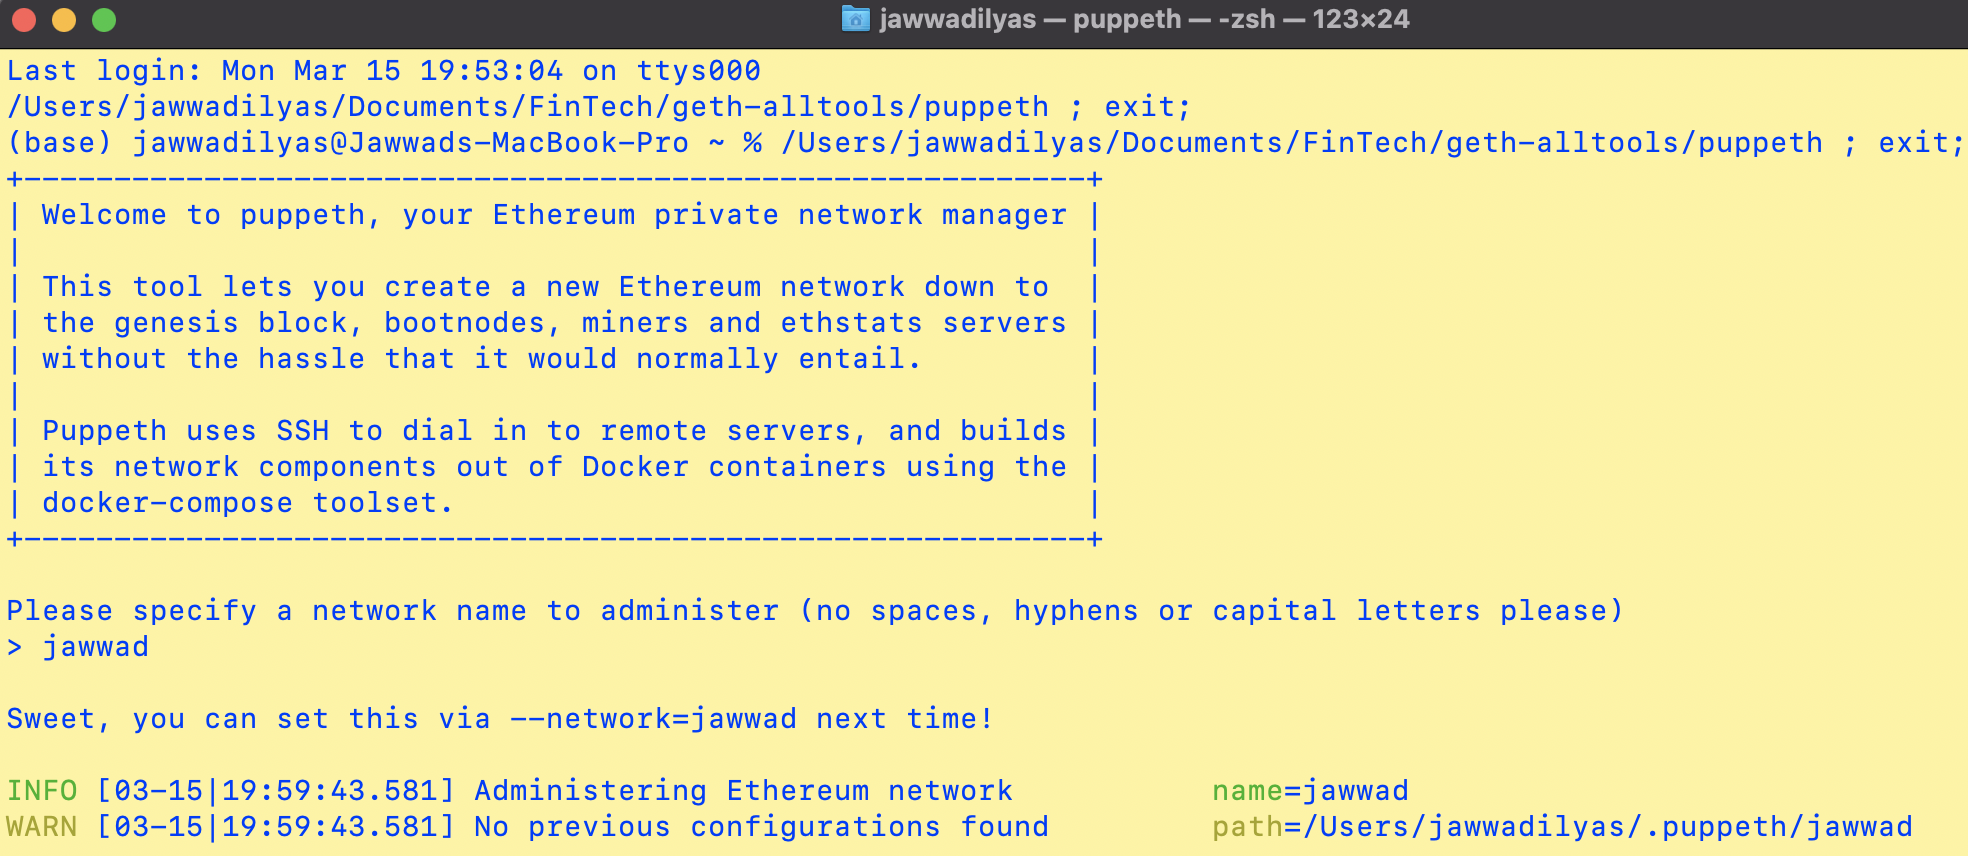 jawwadilyas — puppeth — -zsh — 123×24
Last login: Mon Mar 15 19:53:04 on ttys000
/Users/jawwadilyas/Documents/FinTech/geth-alltools/puppeth ; exit;
(base) jawwadilyas@Jawwads-MacBook-Pro ~ % /Users/jawwadilyas/Documents/FinTech/geth-alltools/puppeth ; exit;
+-----------------------------------------------------------+
| Welcome to puppeth, your Ethereum private network manager |
|                                                           |
| This tool lets you create a new Ethereum network down to  |
| the genesis block, bootnodes, miners and ethstats servers |
| without the hassle that it would normally entail.         |
|                                                           |
| Puppeth uses SSH to dial in to remote servers, and builds |
| its network components out of Docker containers using the |
| docker-compose toolset.                                   |
+-----------------------------------------------------------+
Please specify a network name to administer (no spaces, hyphens or capital letters please)
> jawwad
Sweet, you can set this via --network=jawwad next time!
INFO [03-15|19:59:43.581] Administering Ethereum network           name=jawwad
WARN [03-15|19:59:43.581] No previous configurations found         path=/Users/jawwadilyas/.puppeth/jawwad